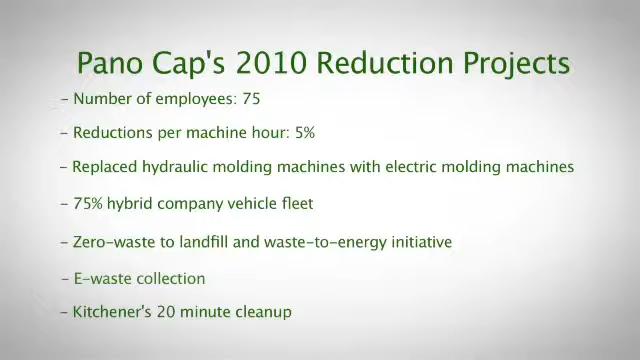 Pano Cap's 2010 Reduction Projects
- Number of employees: 75
- Reductions per machine hour: 5%
- Replaced hydraulic molding machines with electric molding machines
- 75% hybrid company vehicle fleet
- Zero-waste to landfill and waste-to-energy initiative
- E-waste collection
- Kitchener's 20 minute cleanup